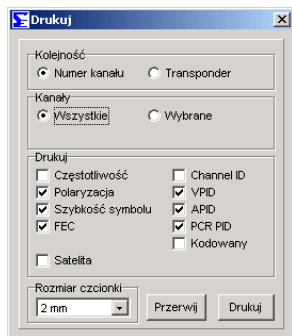 Drukuj
Kolejność
Numer kanału Transponder
Kanały
Wszystkie Wybrane
Drukuj
Częstotliwość Channel ID
Polaryzacja VPID
Szybkość symbolu APID
FEC PCR PID
Kodowany
Satelita
Rozmiar czcionki
2 mm Przerwij Drukuj